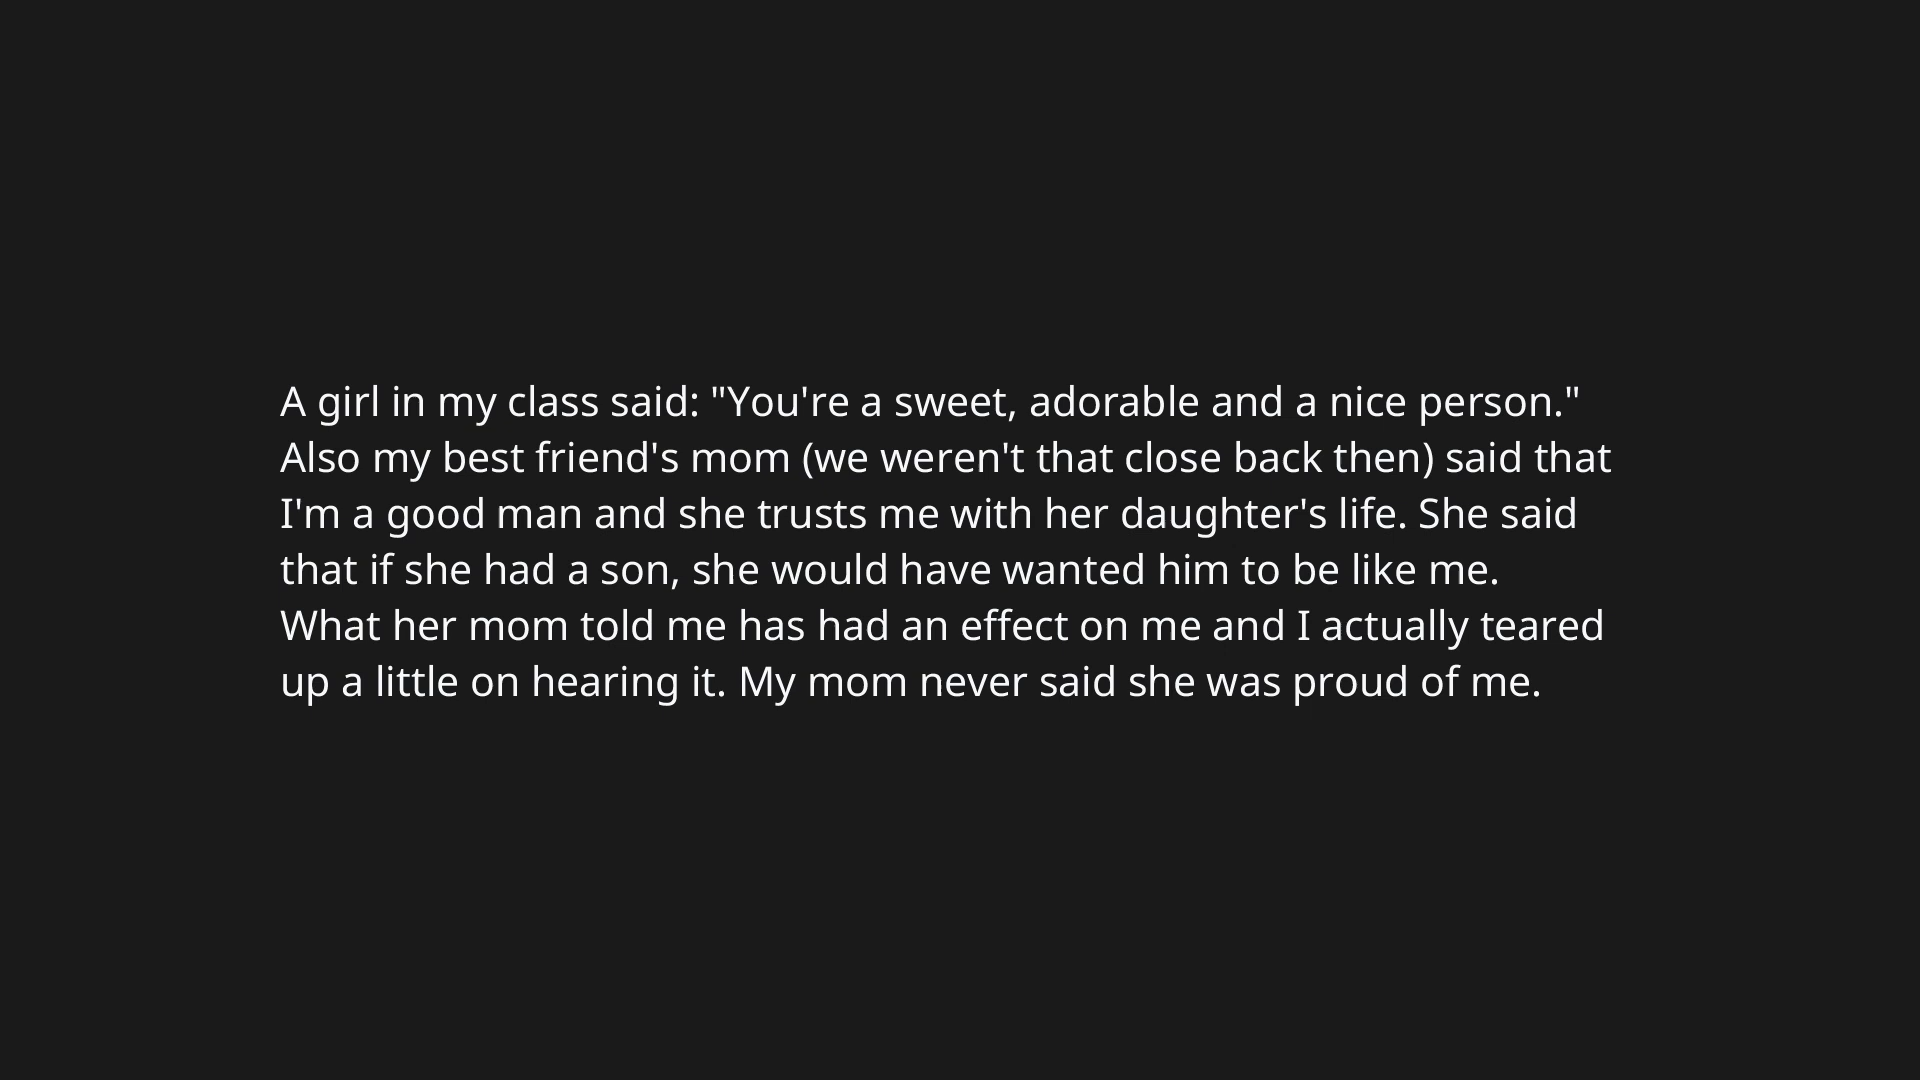 A girl in my class said: "You're a sweet, adorable and a nice person."
Also my best friend's mom (we weren't that close back then) said that
I'm a good man and she trusts me with her daughter's life. She said
that if she had a son, she would have wanted him to be like me.
What her mom told me has had an effect on me and I actually teared
up a little on hearing it. My mom never said she was proud of me.